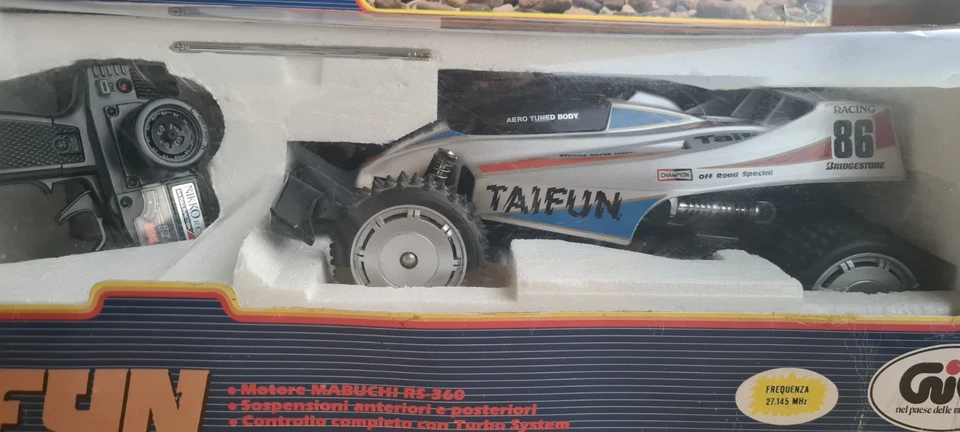 AERO TUNED BODY
RACING
86
BRIDGESTONE
CHAMPION
Off Road Special
TAIFUN
NIKKO
FUN
• Motore MABUCHI RS-360
• Sospensioni anteriori e posteriori
• Controllo completo con Turbo System
FREQUENZA
27.145 MHz
nel paese delle